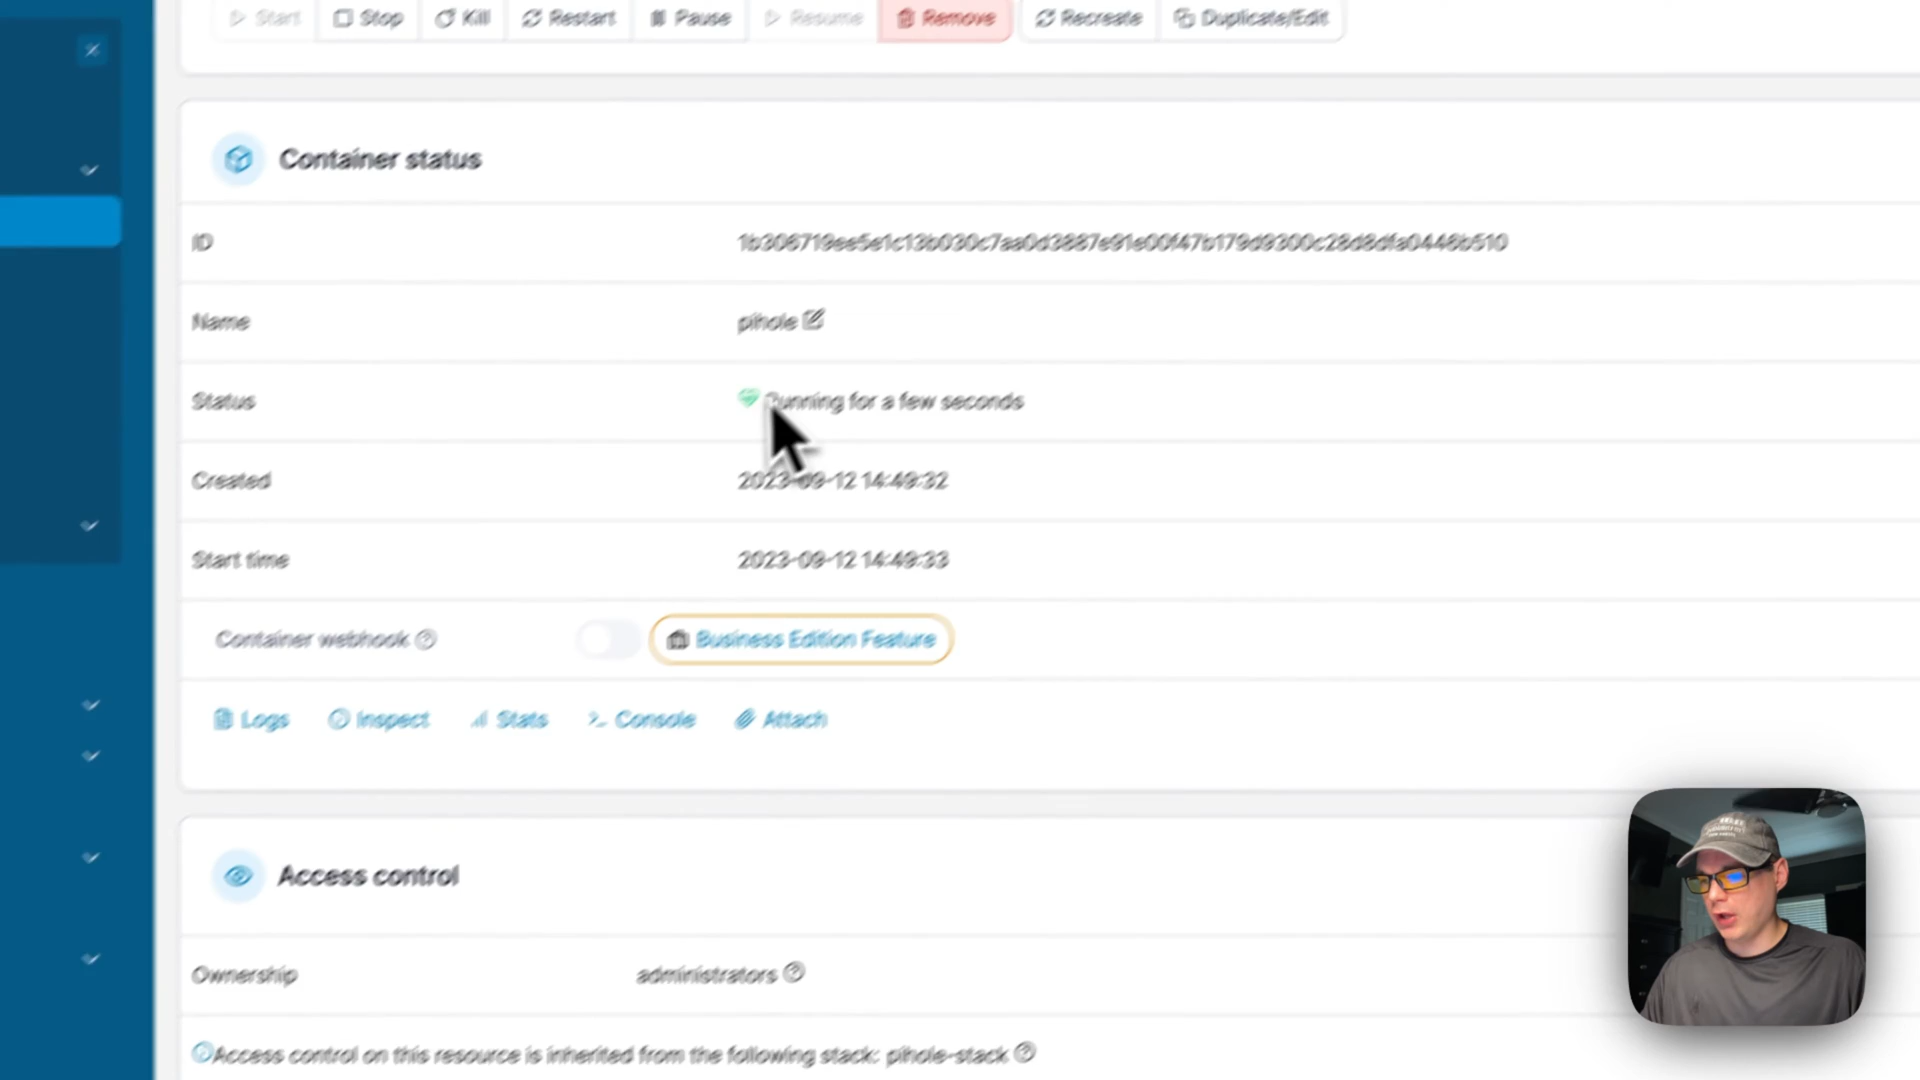 Start Stop Kill Restart Pause Resume Remove Recreate Duplicate/Edit
Container status
ID
Name pihole
Status Running for a few seconds
Created 2023-09-12 14:49:32
Start time 2023-09-12 14:49:33
Container webhook Business Edition Feature
Logs Inspect Stats Console Attach
Access control
Ownership administrators
Access control on this resource is inherited from the following stack: pihole-stack